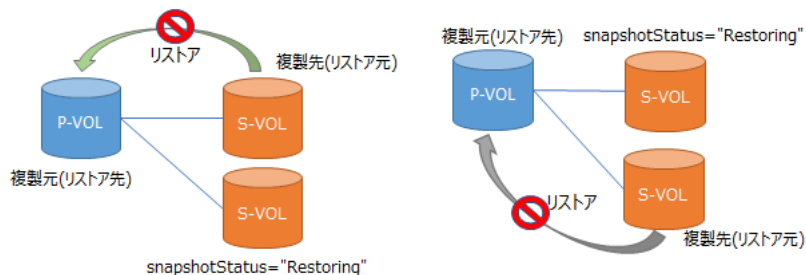 リストア
複製先(リストア元)
P-VOL
S-VOL
複製元(リストア先)
S-VOL
snapshotStatus="Restoring"
複製元(リストア先)
snapshotStatus="Restoring"
P-VOL
S-VOL
S-VOL
リストア
複製先(リストア元)